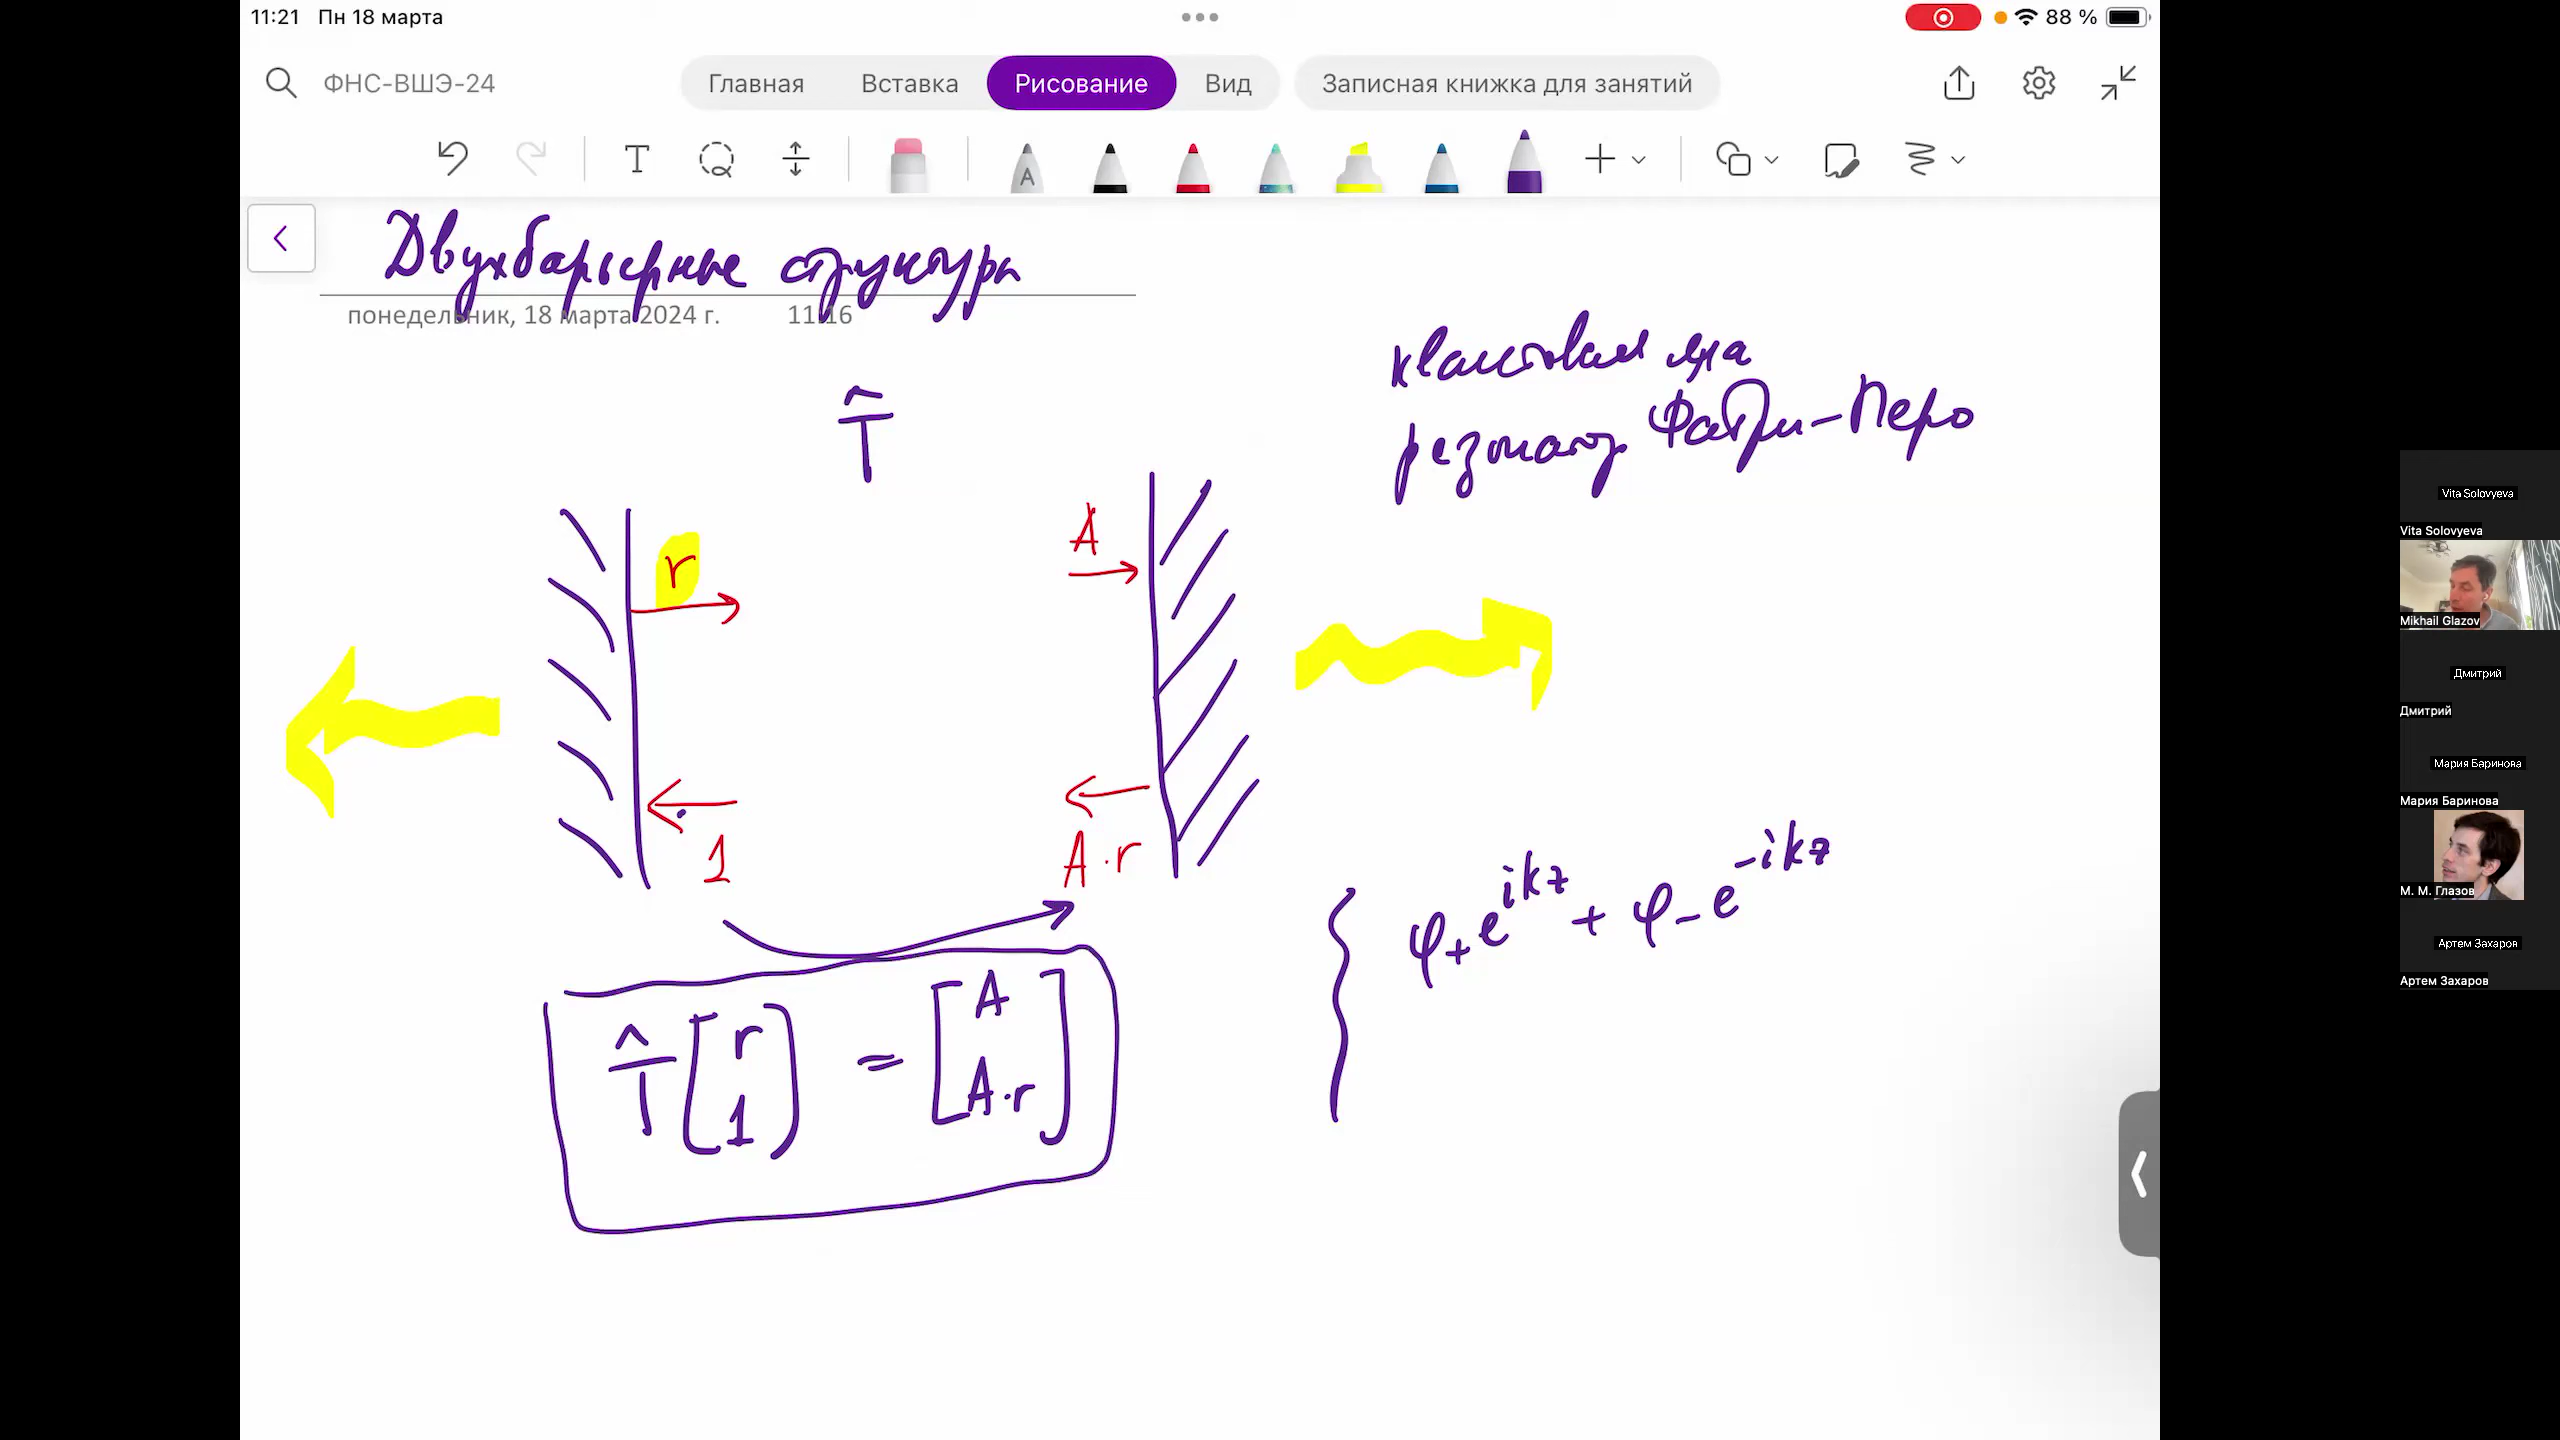 11:21 Пн 18 марта
88 %
ФНС-ВШЭ-24
Главная Вставка Рисование Вид Записная книжка для занятий
T
A
Двухбарьерные структуры
понедельник, 18 марта 2024 г. 11:16
квантовая яма
резонатор Фабри-Перо
T̂
r
A
1
A·r
φ₊e^{ikz} + φ₋e^{-ikz}
T̂ [r 1] = [A A·r]
Vita Solovyeva
Vita Solovyeva
Mikhail Glazov
Дмитрий
Дмитрий
Мария Баринова
Мария Баринова
М. М. Глазов
Артем Захаров
Артем Захаров